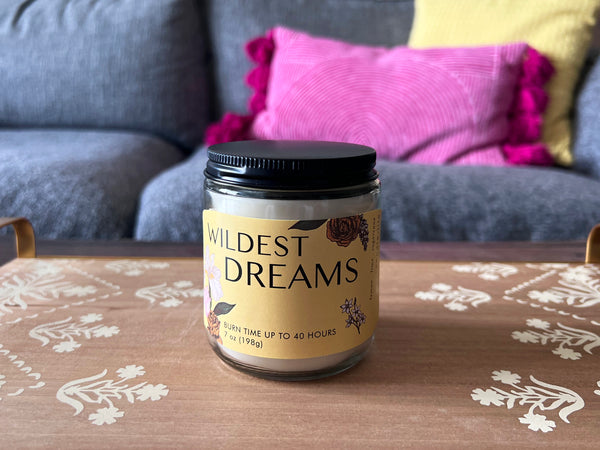 WILDEST
DREAMS
BURN TIME UP TO 40 HOURS
7 oz (198g)